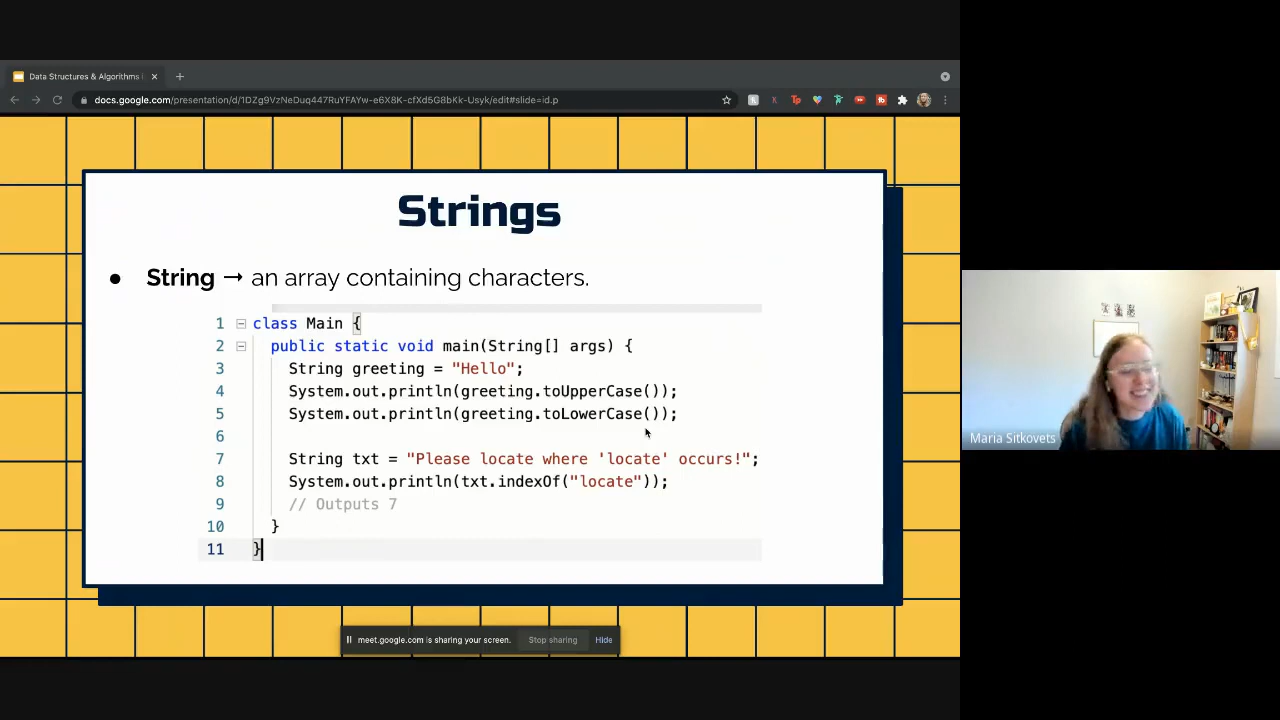 Data Structures & Algorithms i
docs.google.com/presentation/d/1DZg9VzNeDuq447RuYFAYw-e6X8K-cfXd5G8bKk-Usyk/edit#slide=id.p
Strings
● String → an array containing characters.
1 class Main {
2 public static void main(String[] args) {
3 String greeting = "Hello";
4 System.out.println(greeting.toUpperCase());
5 System.out.println(greeting.toLowerCase());
6
7 String txt = "Please locate where 'locate' occurs!";
8 System.out.println(txt.indexOf("locate"));
9 // Outputs 7
10 }
11 }
meet.google.com is sharing your screen. Stop sharing Hide
Maria Sitkovets